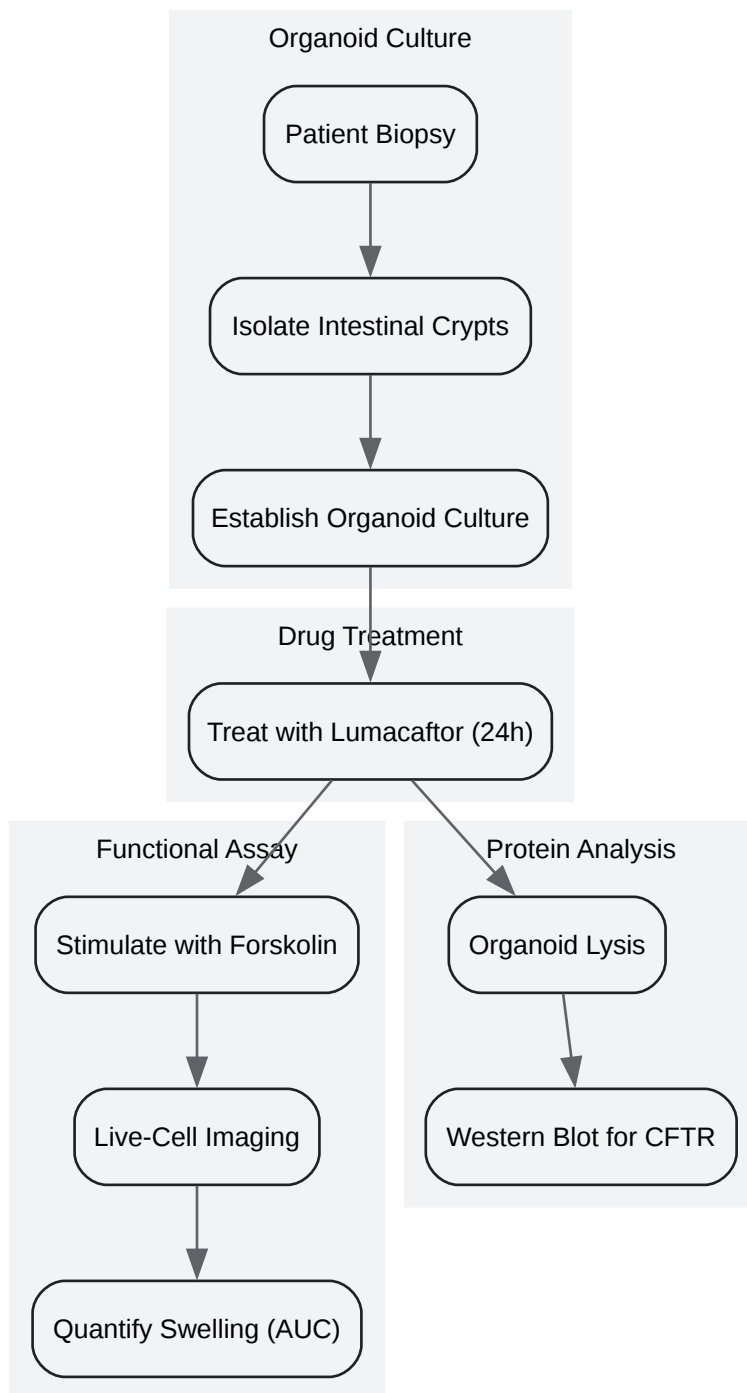 Organoid Culture
Patient Biopsy
Isolate Intestinal Crypts
Establish Organoid Culture
Drug Treatment
Treat with Lumacaftor (24h)
Functional Assay
Protein Analysis
Stimulate with Forskolin
Organoid Lysis
Live-Cell Imaging
Western Blot for CFTR
Quantify Swelling (AUC)